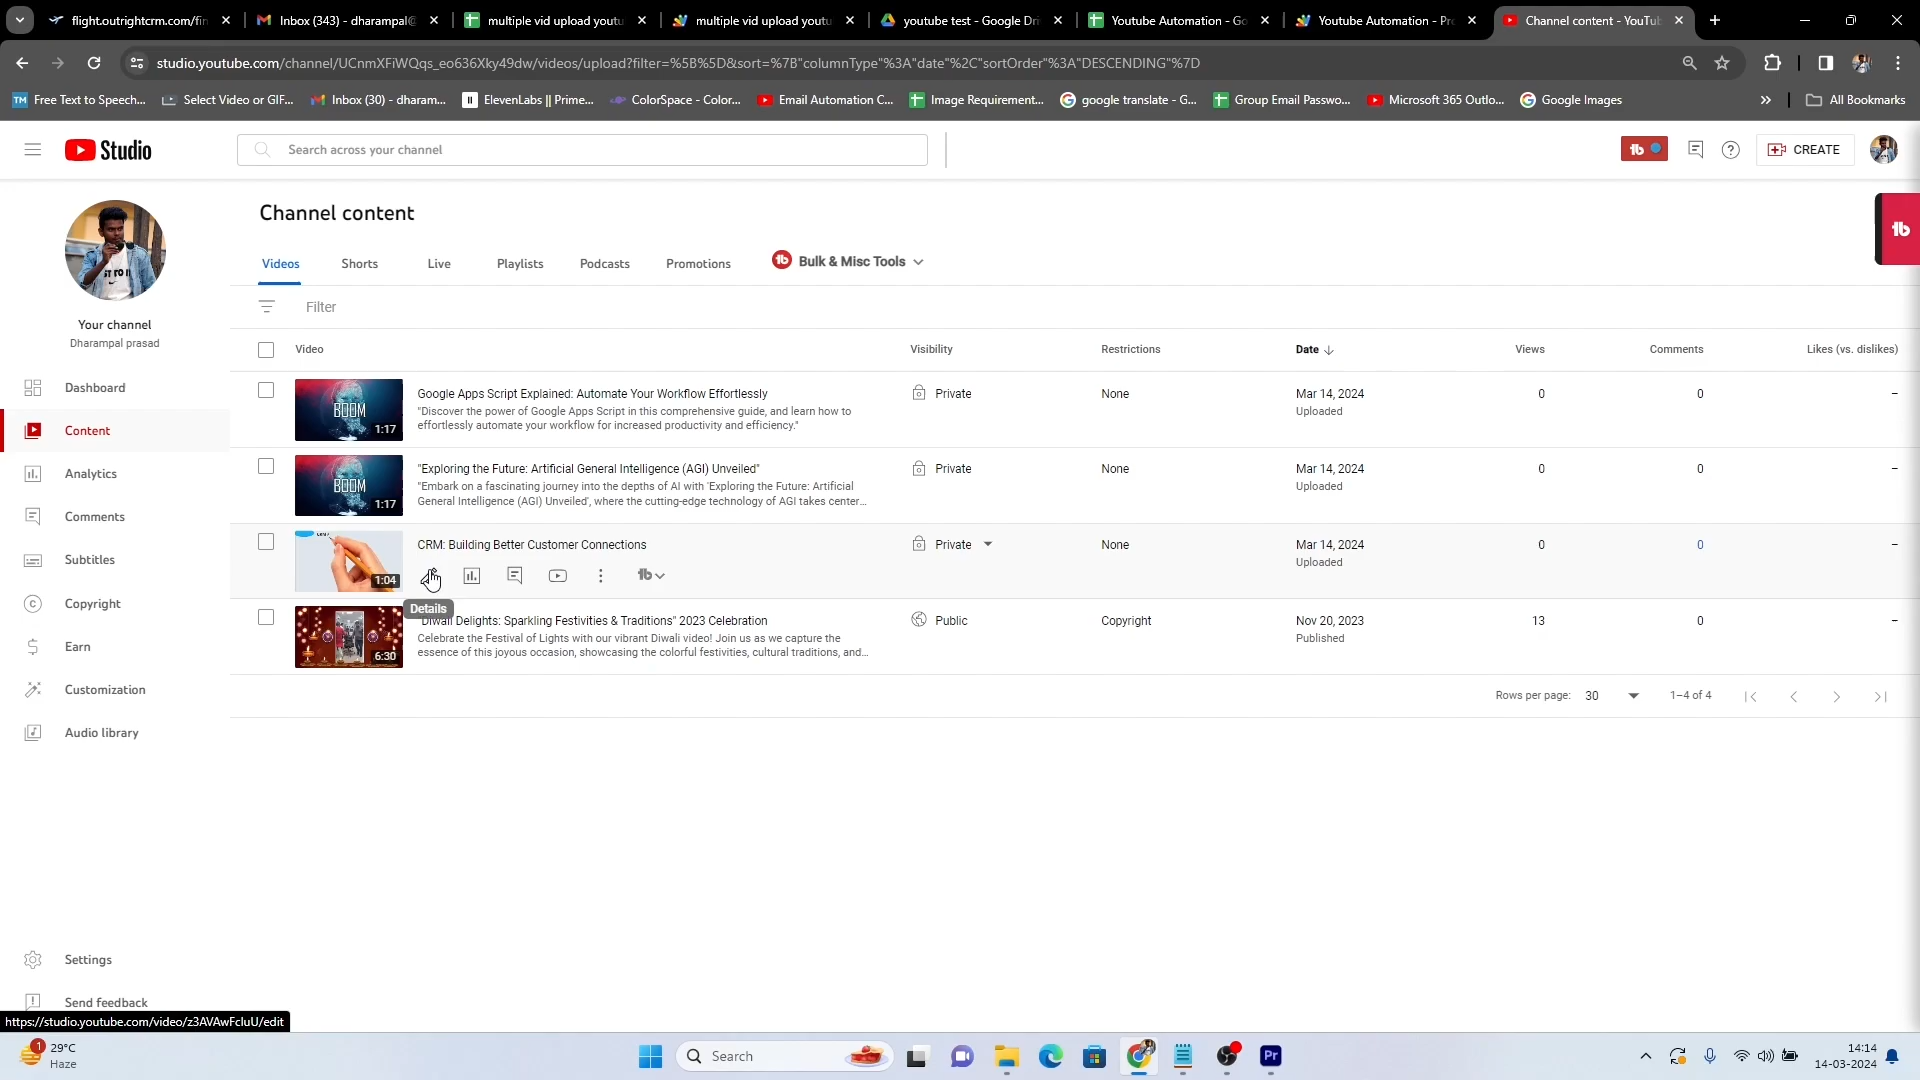 flight.outrightcrm.com/fir
Inbox (343) - dharampal@
multiple vid upload youtu
multiple vid upload youtu
youtube test - Google Dri
Youtube Automation - Go
Youtube Automation - Pr
Channel content - YouTub
studio.youtube.com/channel/UCnmXFiWQqs_eo636Xky49dw/videos/upload?filter=%5B%5D&sort=%7B"columnType"%3A"date"%2C"sortOrder"%3A"DESCENDING"%7D
Free Text to Speech...
Select Video or GIF...
Inbox (30) - dharam...
ElevenLabs || Prime...
ColorSpace - Color...
Email Automation C...
Image Requirement...
google translate - G...
Group Email Passwo...
Microsoft 365 Outlo...
Google Images
All Bookmarks
Studio
Search across your channel
CREATE
Channel content
Videos
Shorts
Live
Playlists
Podcasts
Promotions
Bulk & Misc Tools
Filter
Your channel
Dharampal prasad
Dashboard
Content
Analytics
Comments
Subtitles
Copyright
Earn
Customization
Audio library
Settings
Send feedback
Video
Visibility
Restrictions
Date
Views
Comments
Likes (vs. dislikes)
BOOM
1:17
Google Apps Script Explained: Automate Your Workflow Effortlessly
"Discover the power of Google Apps Script in this comprehensive guide, and learn how to
effortlessly automate your workflow for increased productivity and efficiency."
Private
None
Mar 14, 2024
Uploaded
0
0
–
BOOM
1:17
"Exploring the Future: Artificial General Intelligence (AGI) Unveiled"
"Embark on a fascinating journey into the depths of AI with 'Exploring the Future: Artificial
General Intelligence (AGI) Unveiled', where the cutting-edge technology of AGI takes center...
Private
None
Mar 14, 2024
Uploaded
0
0
–
1:04
CRM: Building Better Customer Connections
Private
None
Mar 14, 2024
Uploaded
0
0
–
Details
6:30
"Diwali Delights: Sparkling Festivities & Traditions" 2023 Celebration
Celebrate the Festival of Lights with our vibrant Diwali video! Join us as we capture the
essence of this joyous occasion, showcasing the colorful festivities, cultural traditions, and...
Public
Copyright
Nov 20, 2023
Published
13
0
–
Rows per page:
30
1–4 of 4
https://studio.youtube.com/video/z3AVAwFcluU/edit
1
29°C
Haze
Search
Pr
14:14
14-03-2024